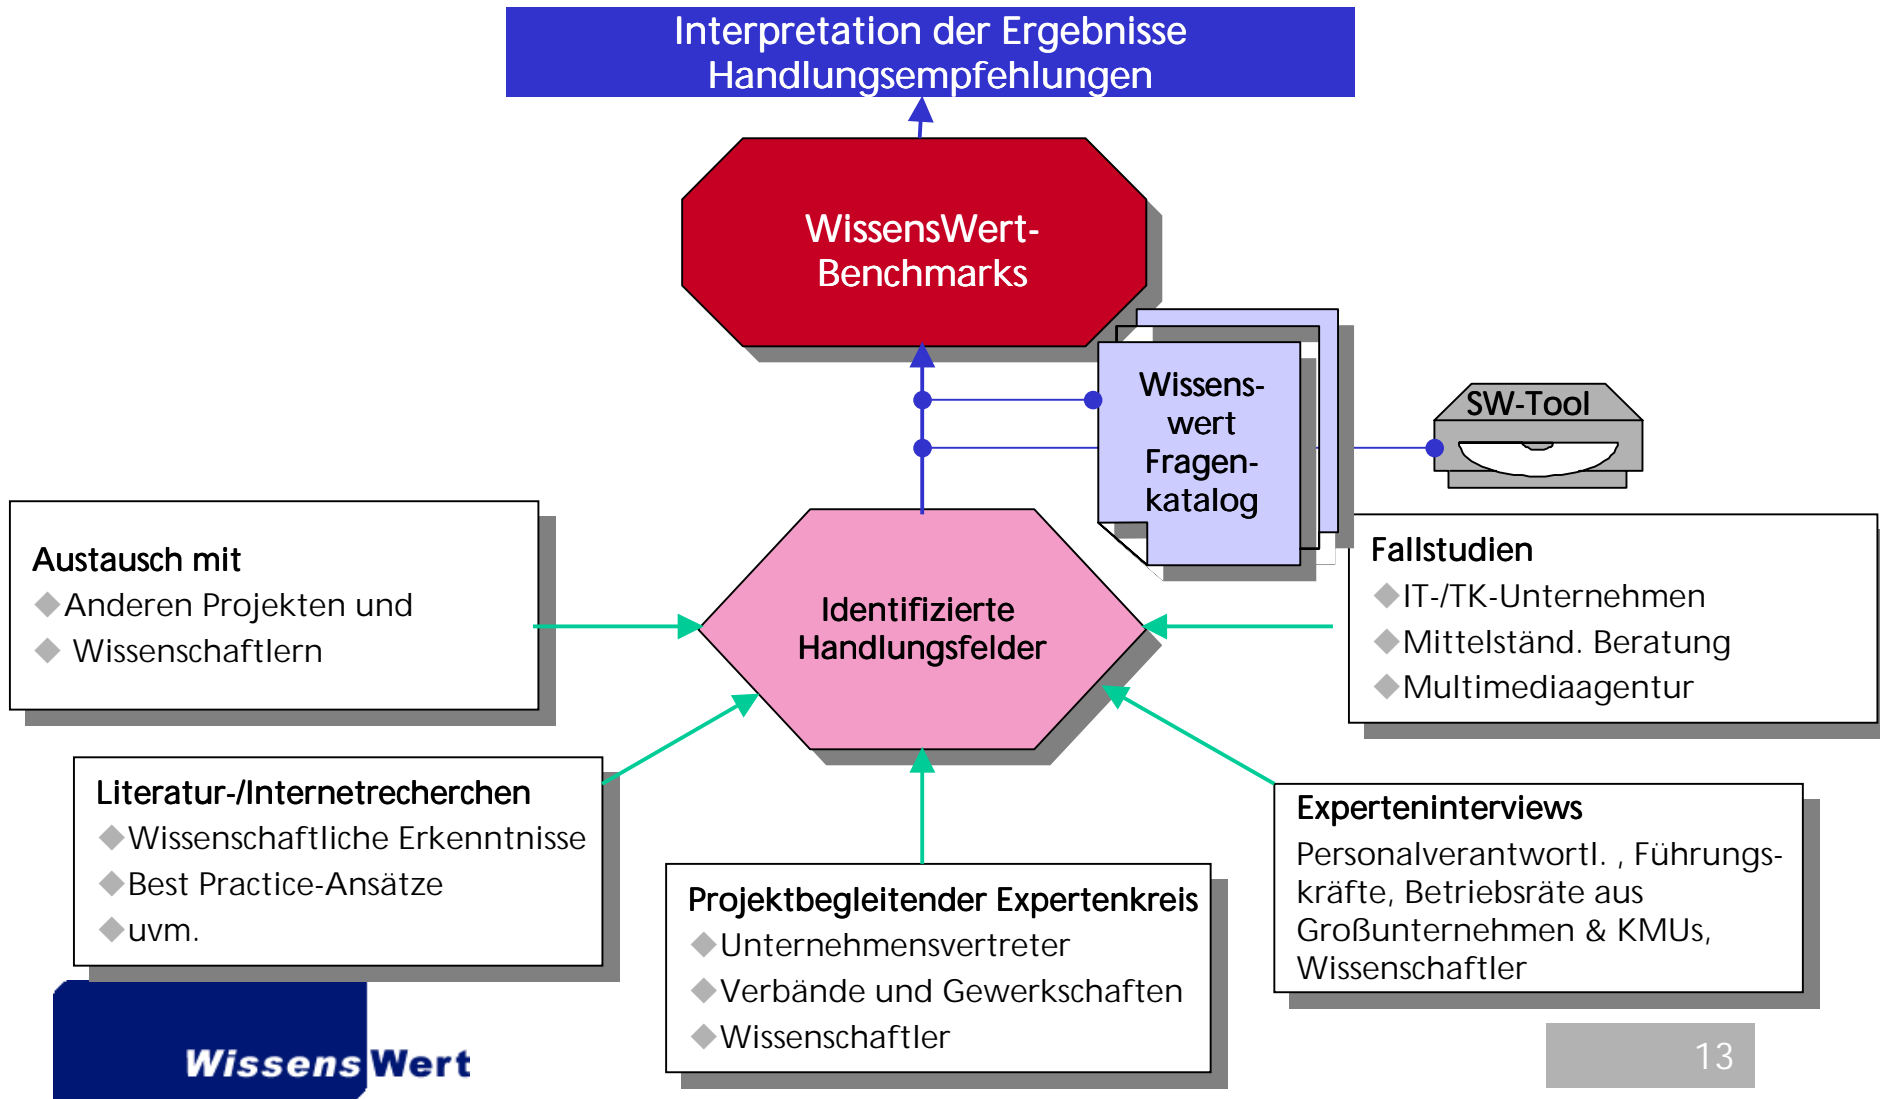 Interpretation der Ergebnisse
Handlungsempfehlungen
WissensWert-
Benchmarks
Wissens-
wert
Fragen-
katalog
SW-Tool
Austausch mit
Anderen Projekten und
Wissenschaftlern
Identifizierte
Handlungsfelder
Fallstudien
IT-/TK-Unternehmen
Mittelständ. Beratung
Multimediaagentur
Literatur-/Internetrecherchen
Wissenschaftliche Erkenntnisse
Best Practice-Ansätze
uvm.
Projektbegleitender Expertenkreis
Unternehmensvertreter
Verbände und Gewerkschaften
Wissenschaftler
Experteninterviews
Personalverantwortl. , Führungs-
kräfte, Betriebsräte aus
Großunternehmen & KMUs,
Wissenschaftler
WissensWert
13